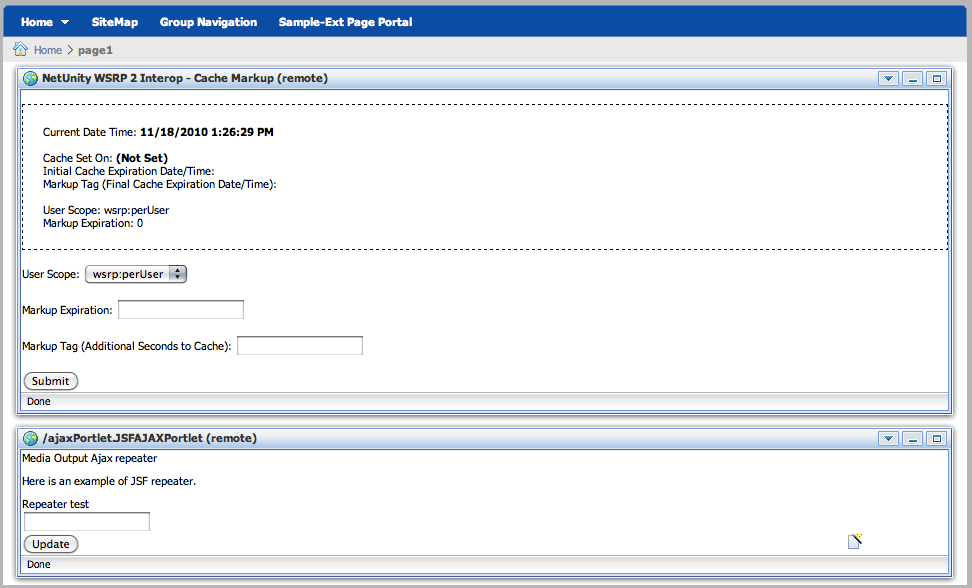 Home SiteMap Group Navigation Sample-Ext Page Portal
Home > page1
NetUnity WSRP 2 Interop - Cache Markup (remote)
Current Date Time: 11/18/2010 1:26:29 PM
Cache Set On: (Not Set)
Initial Cache Expiration Date/Time:
Markup Tag (Final Cache Expiration Date/Time):
User Scope: wsrp:perUser
Markup Expiration: 0
User Scope: wsrp:perUser
Markup Expiration:
Markup Tag (Additional Seconds to Cache):
Submit
Done
/ajaxPortlet.JSFAJAXPortlet (remote)
Media Output Ajax repeater
Here is an example of JSF repeater.
Repeater test
Update
Done